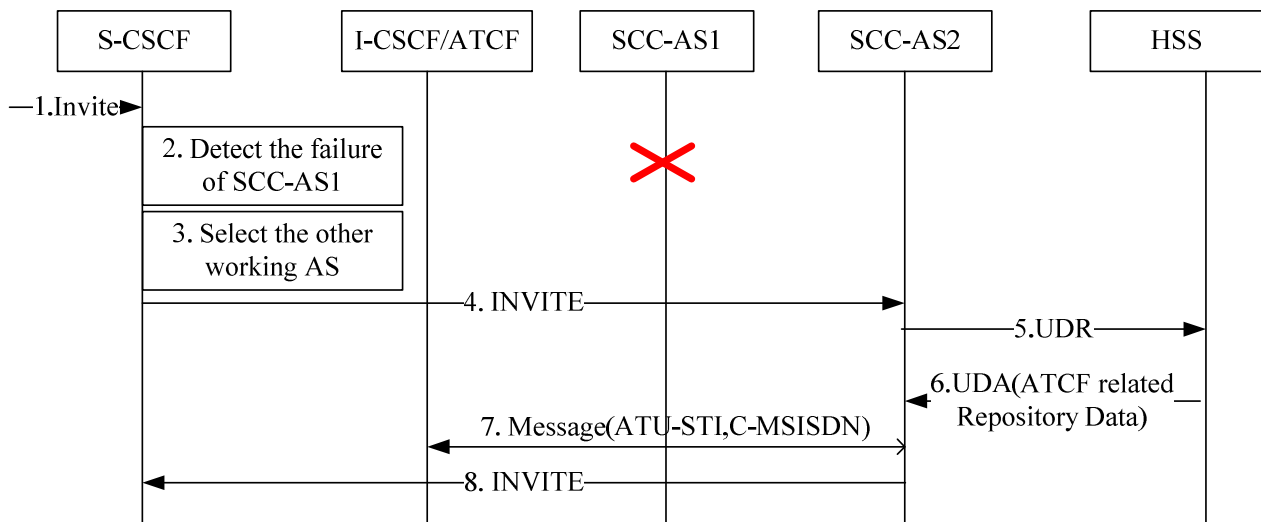 S-CSCF
I-CSCF/ATCF
SCC-AS1
SCC-AS2
HSS
1.Invite
2. Detect the failure
of SCC-AS1
3. Select the other
working AS
4. INVITE
5.UDR
6.UDA(ATCF related
Repository Data)
7. Message(ATU-STI,C-MSISDN)
8. INVITE